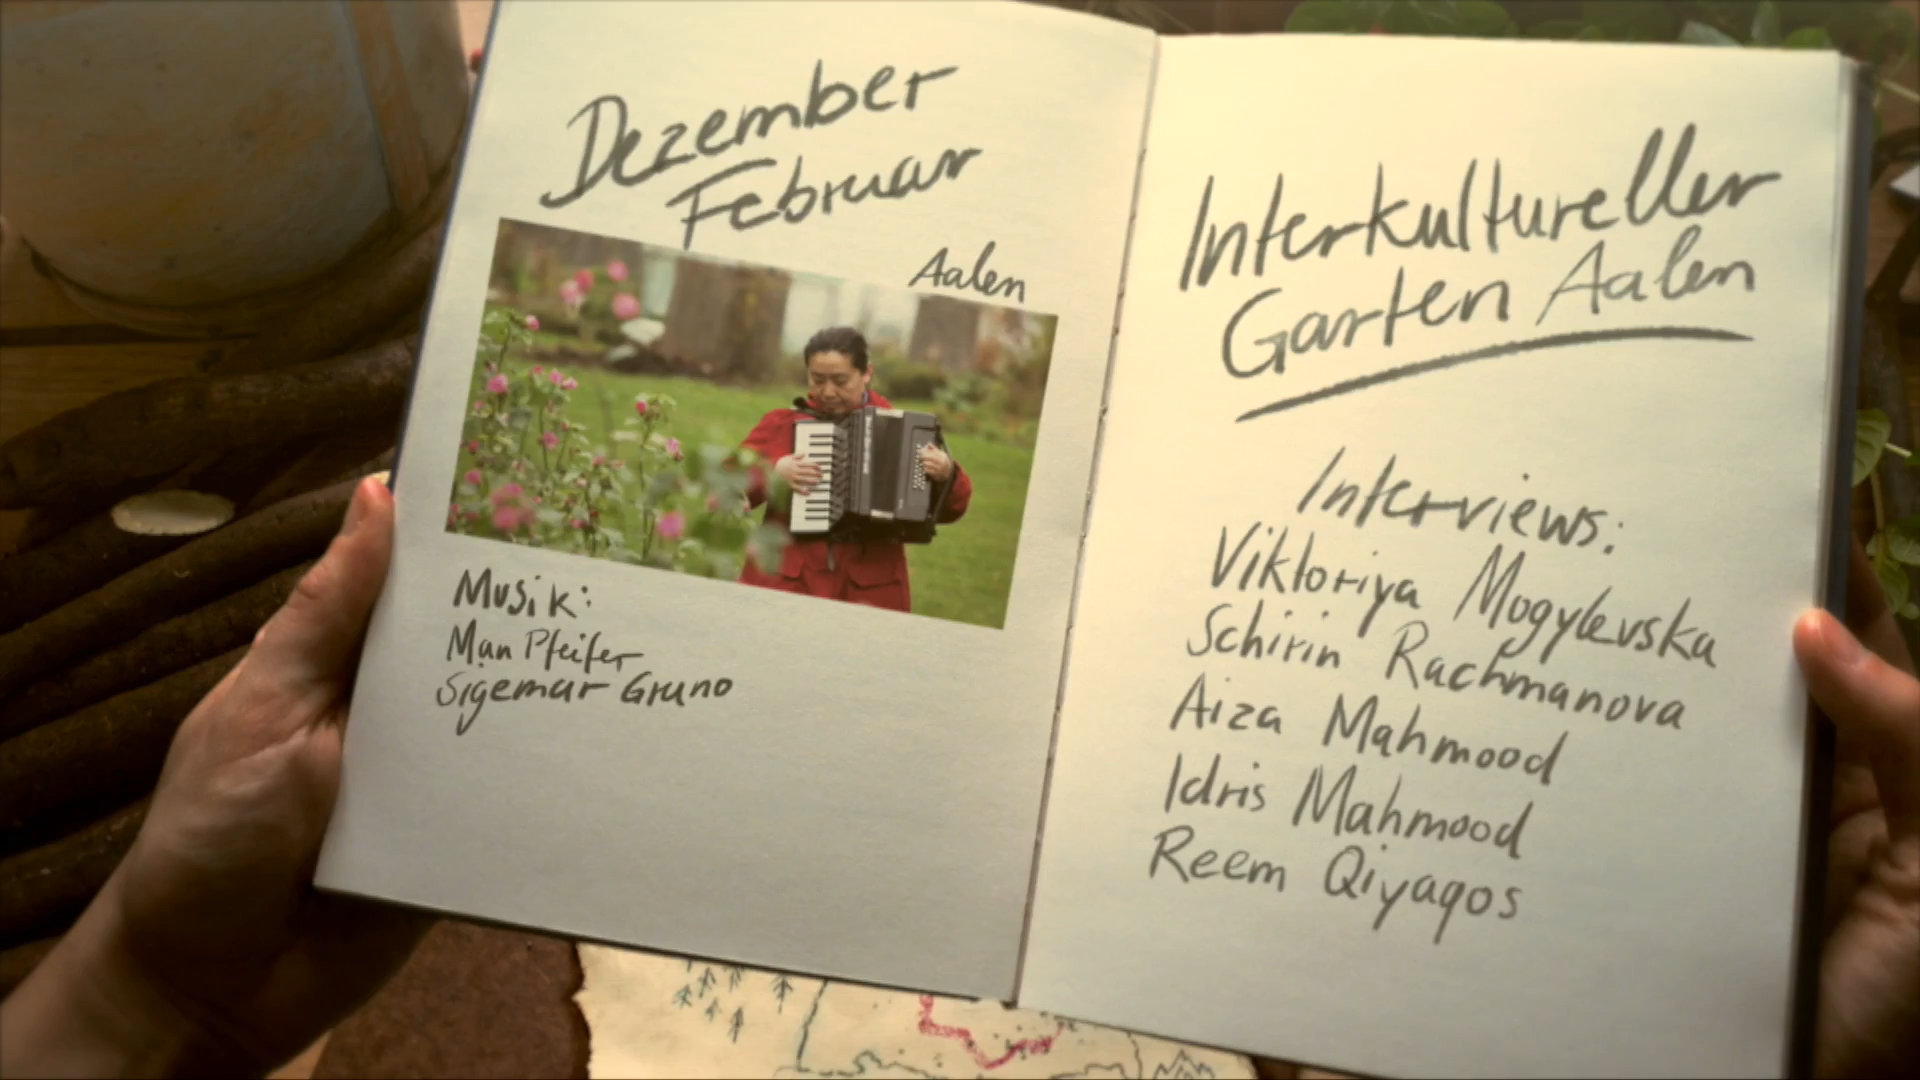 Dezember
Februar
Aalen
Musik:
Man Pfeifer
Sigemar Gruno
Interkultureller
Garten Aalen
Interviews:
Viktoriya Mogylevska
Schirin Rachmanova
Aiza Mahmood
Idris Mahmood
Reem Qiyaqos